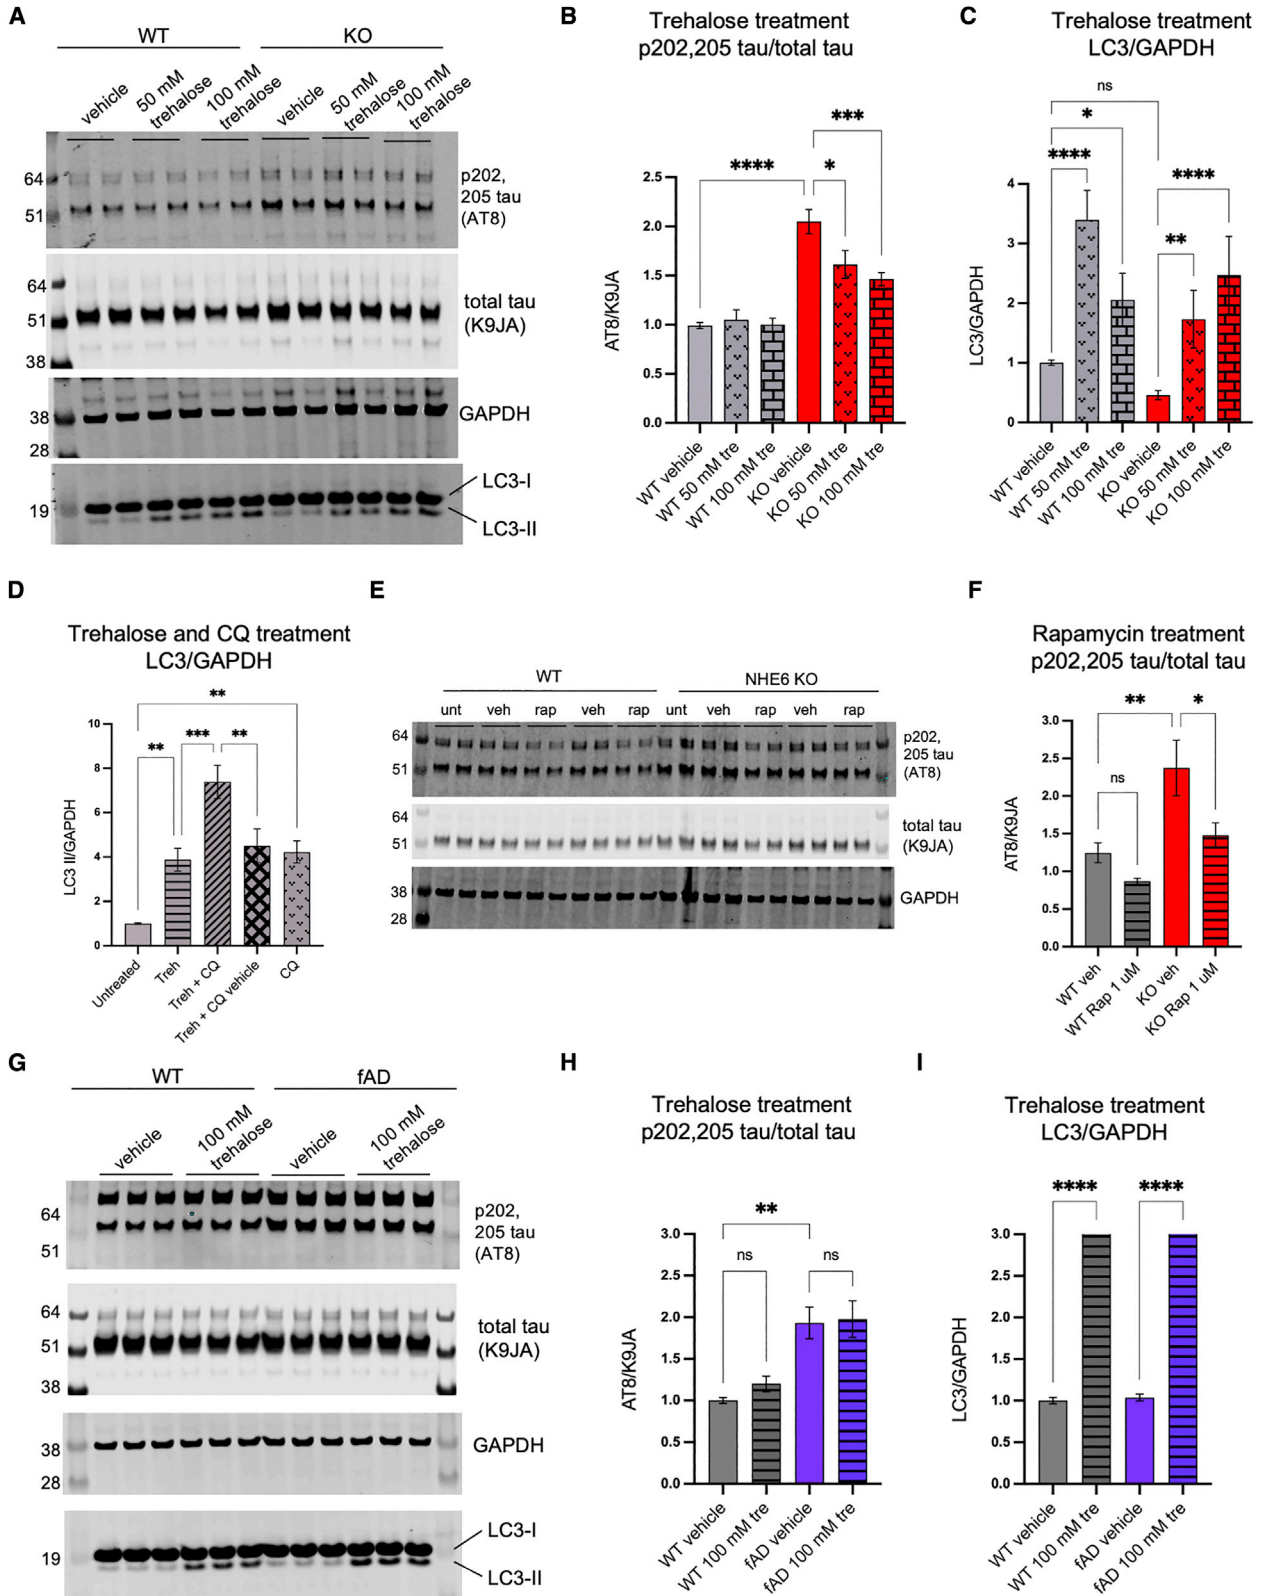 A
WT
KO
vehicle
50 mM
trehalose
100 mM
trehalose
vehicle
50 mM
trehalose
100 mM
trehalose
64
51
p202,
205 tau
(AT8)
64
51
38
total tau
(K9JA)
38
28
GAPDH
19
LC3-I
LC3-II
B
Trehalose treatment
p202,205 tau/total tau
****
*
***
AT8/K9JA
2.5
2.0
1.5
1.0
0.5
0.0
WT vehicle
WT 50 mM tre
WT 100 mM tre
KO vehicle
KO 50 mM tre
KO 100 mM tre
C
Trehalose treatment
LC3/GAPDH
ns
*
****
****
**
LC3/GAPDH
4
3
2
1
0
WT vehicle
WT 50 mM tre
WT 100 mM tre
KO vehicle
KO 50 mM tre
KO 100 mM tre
D
Trehalose and CQ treatment
LC3/GAPDH
**
**
***
**
LC3 II/GAPDH
10
8
6
4
2
0
Untreated
Treh
Treh + CQ
Treh + CQ vehicle
CQ
E
WT
NHE6 KO
unt veh rap veh rap unt veh rap veh rap
64
51
p202,
205 tau
(AT8)
64
51
total tau
(K9JA)
38
28
GAPDH
F
Rapamycin treatment
p202,205 tau/total tau
**
*
ns
AT8/K9JA
3.0
2.5
2.0
1.5
1.0
0.5
0.0
WT veh
WT Rap 1 uM
KO veh
KO Rap 1 uM
G
WT
fAD
vehicle
100 mM
trehalose
vehicle
100 mM
trehalose
64
51
p202,
205 tau
(AT8)
64
51
38
total tau
(K9JA)
38
28
GAPDH
19
LC3-I
LC3-II
H
Trehalose treatment
p202,205 tau/total tau
**
ns
ns
AT8/K9JA
3.0
2.5
2.0
1.5
1.0
0.5
0.0
WT vehicle
WT 100 mM tre
fAD vehicle
fAD 100 mM tre
I
Trehalose treatment
LC3/GAPDH
****
****
LC3/GAPDH
3.0
2.5
2.0
1.5
1.0
0.5
0.0
WT vehicle
WT 100 mM tre
fAD vehicle
fAD 100 mM tre